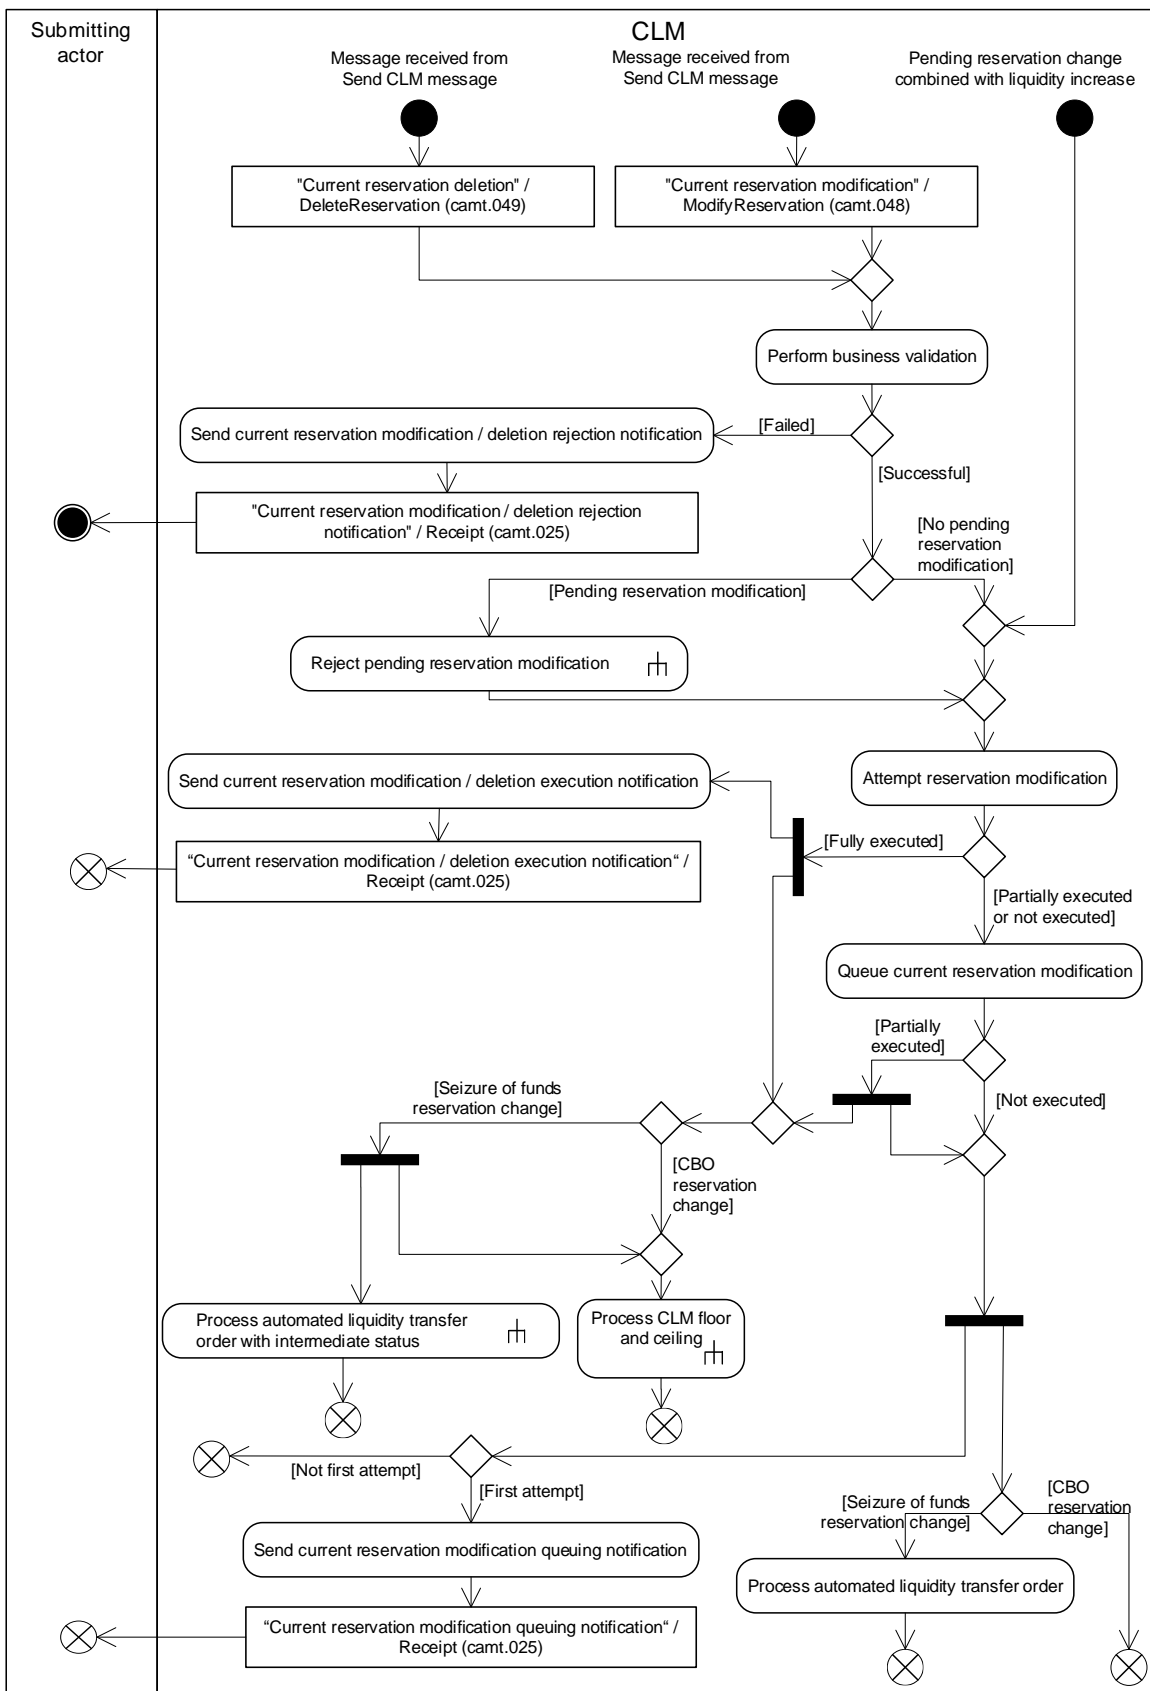 Submitting
actor
CLM
Message received from
Send CLM message
Message received from
Send CLM message
Pending reservation change
combined with liquidity increase
"Current reservation deletion" /
DeleteReservation (camt.049)
"Current reservation modification" /
ModifyReservation (camt.048)
Perform business validation
Send current reservation modification / deletion rejection notification
[Failed]
[Successful]
"Current reservation modification / deletion rejection
notification" / Receipt (camt.025)
[No pending
reservation
modification]
[Pending reservation modification]
Reject pending reservation modification
Send current reservation modification / deletion execution notification
Attempt reservation modification
“Current reservation modification / deletion execution notification“ /
Receipt (camt.025)
[Fully executed]
[Partially executed
or not executed]
Queue current reservation modification
[Partially
executed]
[Seizure of funds
reservation change]
[Not executed]
[CBO
reservation
change]
Process automated liquidity transfer
order with intermediate status
Process CLM floor
and ceiling
[Not first attempt]
[First attempt]
[Seizure of funds
reservation change]
[CBO
reservation
change]
Send current reservation modification queuing notification
Process automated liquidity transfer order
“Current reservation modification queuing notification“ /
Receipt (camt.025)